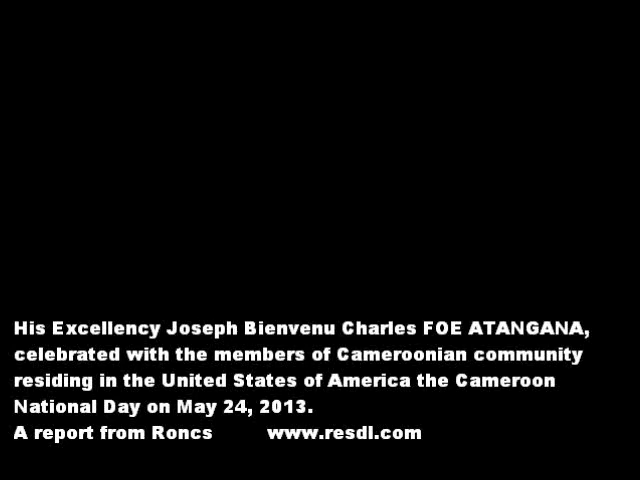 His Excellency Joseph Bienvenu Charles FOE ATANGANA,
celebrated with the members of Cameroonian community
residing in the United States of America the Cameroon
National Day on May 24, 2013.
A report from Roncs www.resdl.com